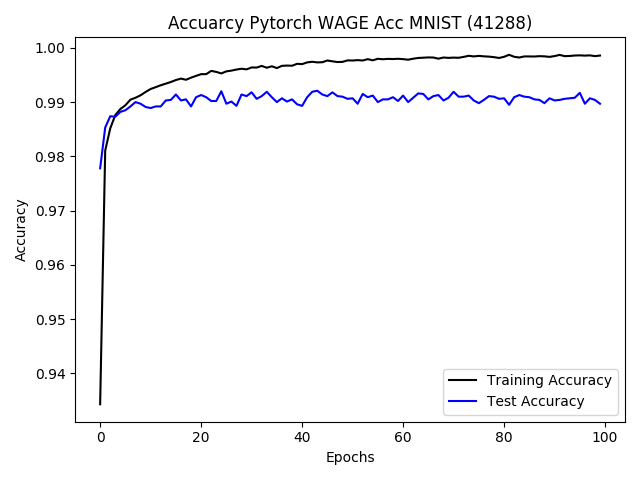 Accuarcy Pytorch WAGE Acc MNIST (41288)
1.00
0.99
0.98
0.97
0.96
0.95
0.94
Accuracy
0
20
40
60
80
100
Epochs
Training Accuracy
Test Accuracy